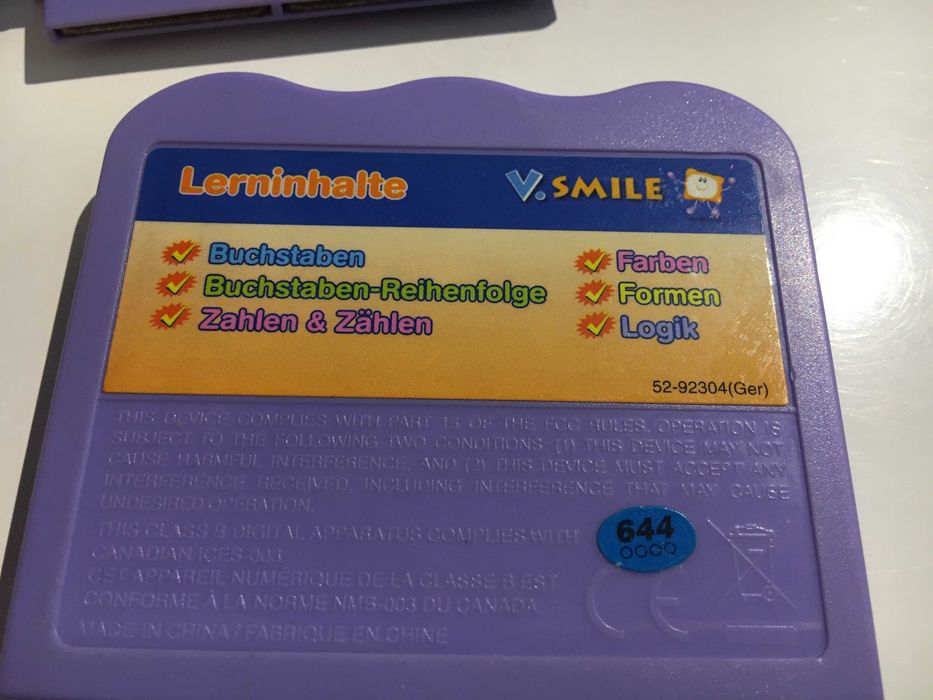 Lerninhalte
V.SMILE
Buchstaben
Buchstaben-Reihenfolge
Zahlen & Zählen
Farben
Formen
Logik
52-92304(Ger)
THIS DEVICE COMPLIES WITH PART 15 OF THE FCC RULES. OPERATION IS
SUBJECT TO THE FOLLOWING TWO CONDITIONS: (1) THIS DEVICE MAY NOT
CAUSE HARMFUL INTERFERENCE, AND (2) THIS DEVICE MUST ACCEPT ANY
INTERFERENCE RECEIVED, INCLUDING INTERFERENCE THAT MAY CAUSE
UNDESIRED OPERATION.
THIS CLASS B DIGITAL APPARATUS COMPLIES WITH
CANADIAN ICES-003
CET APPAREIL NUMÉRIQUE DE LA CLASSE B EST
CONFORME À LA NORME NMB-003 DU CANADA.
MADE IN CHINA / FABRIQUE EN CHINE
644
0000
CE